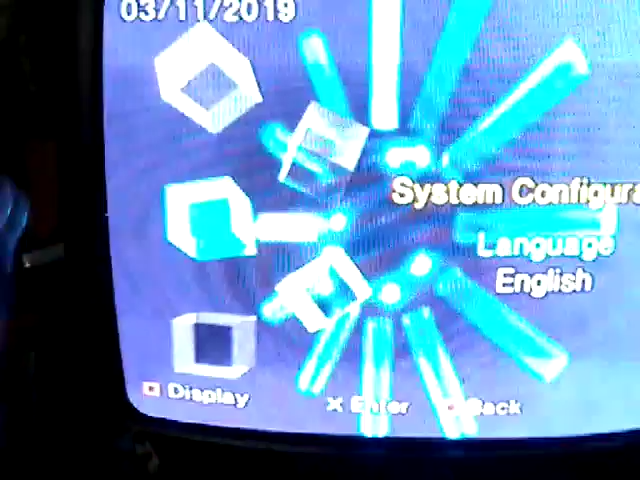 03/11/2019
System Configura
Language
English
Display
X Enter
Back